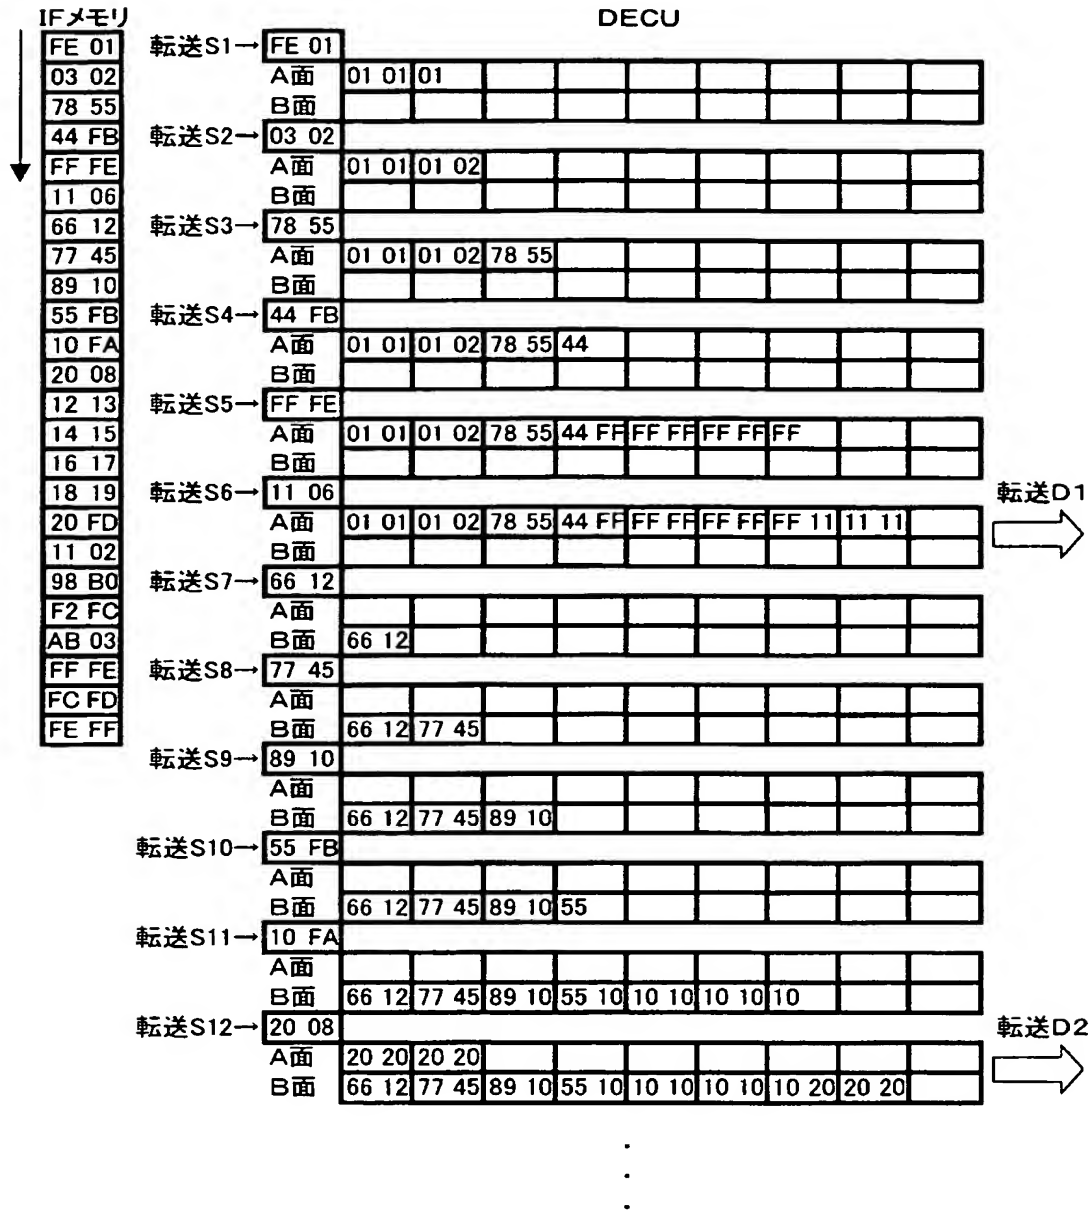 IFメモリ DECU
FE 01 転送S1→ FE 01
03 02 A面 01 01 01
78 55 B面
44 FB 転送S2→ 03 02
FF FE A面 01 01 01 02
11 06 B面
66 12 転送S3→ 78 55
77 45 A面 01 01 01 02 78 55
89 10 B面
55 FB 転送S4→ 44 FB
10 FA A面 01 01 01 02 78 55 44
20 08 B面
12 13 転送S5→ FF FE
14 15 A面 01 01 01 02 78 55 44 FF FF FF FF FF FF
16 17 B面
18 19 転送S6→ 11 06 転送D1
20 FD A面 01 01 01 02 78 55 44 FF FF FF FF FF FF 11 11 11
11 02 B面
98 B0 転送S7→ 66 12
F2 FC A面
AB 03 B面 66 12
FF FE 転送S8→ 77 45
FC FD A面
FE FF B面 66 12 77 45
転送S9→ 89 10
A面
B面 66 12 77 45 89 10
転送S10→ 55 FB
A面
B面 66 12 77 45 89 10 55
転送S11→ 10 FA
A面
B面 66 12 77 45 89 10 55 10 10 10 10 10 10
転送S12→ 20 08 転送D2
A面 20 20 20 20
B面 66 12 77 45 89 10 55 10 10 10 10 10 10 20 20 20